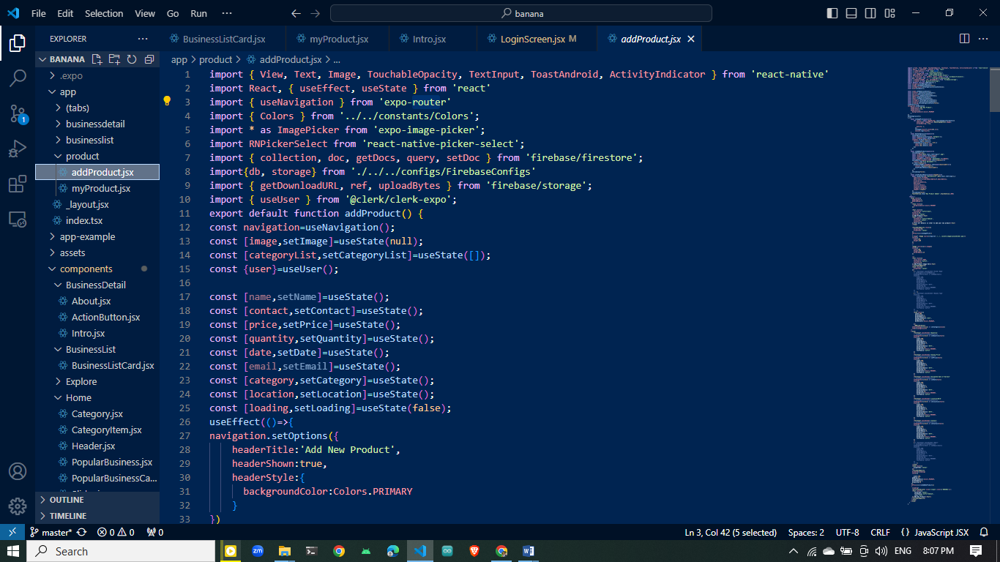 File Edit Selection View Go Run ··· banana
EXPLORER ···
BusinessListCard.jsx myProduct.jsx Intro.jsx LoginScreen.jsx M addProduct.jsx
BANANA
app > product > addProduct.jsx > ...
.expo
app
(tabs)
businessdetail
businesslist
product
addProduct.jsx
myProduct.jsx
_layout.jsx
index.tsx
app-example
assets
components
BusinessDetail
About.jsx
ActionButton.jsx
Intro.jsx
BusinessList
BusinessListCard.jsx
Explore
Home
Category.jsx
CategoryItem.jsx
Header.jsx
PopularBusiness.jsx
PopularBusinessCa...
OUTLINE
TIMELINE
1 import { View, Text, Image, TouchableOpacity, TextInput, ToastAndroid, ActivityIndicator } from 'react-native'
2 import React, { useEffect, useState } from 'react'
3 import { useNavigation } from 'expo-router'
4 import { Colors } from '../../constants/Colors';
5 import * as ImagePicker from 'expo-image-picker';
6 import RNPickerSelect from 'react-native-picker-select';
7 import { collection, doc, getDocs, query, setDoc } from 'firebase/firestore';
8 import{db, storage} from './../../configs/FirebaseConfigs'
9 import { getDownloadURL, ref, uploadBytes } from 'firebase/storage';
10 import { useUser } from '@clerk/clerk-expo';
11 export default function addProduct() {
12 const navigation=useNavigation();
13 const [image,setImage]=useState(null);
14 const [categoryList,setCategoryList]=useState([]);
15 const {user}=useUser();
16
17 const [name,setName]=useState();
18 const [contact,setContact]=useState();
19 const [price,setPrice]=useState();
20 const [quantity,setQuantity]=useState();
21 const [date,setDate]=useState();
22 const [email,setEmail]=useState();
23 const [category,setCategory]=useState();
24 const [location,setLocation]=useState();
25 const [loading,setLoading]=useState(false);
26 useEffect(()=>{
27 navigation.setOptions({
28 headerTitle:'Add New Product',
29 headerShown:true,
30 headerStyle:{
31 backgroundColor:Colors.PRIMARY
32 }
33 })
1
master* 0 0 0 Ln 3, Col 42 (5 selected) Spaces: 2 UTF-8 CRLF {} JavaScript JSX
Search zm W ENG 8:07 PM